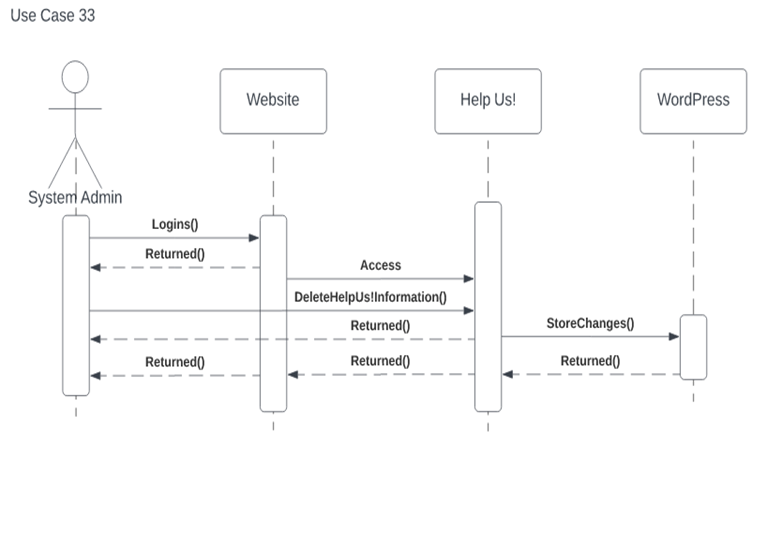 Use Case 33
Website
Help Us!
WordPress
System Admin
Logins()
Returned()
Access
DeleteHelpUs!Information()
Returned()
StoreChanges()
Returned()
Returned()
Returned()